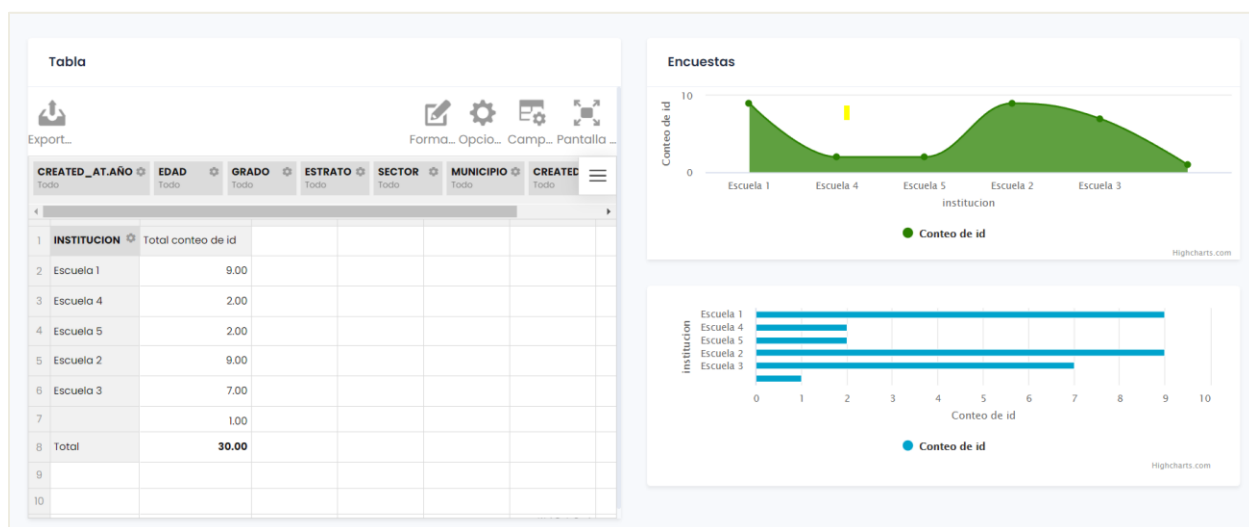 Tabla
Export...
Forma... Opcio... Camp... Pantalla ...
CREATED_AT.AÑO EDAD GRADO ESTRATO SECTOR MUNICIPIO CREATED
Todo Todo Todo Todo Todo Todo Todo
1 INSTITUCION Total conteo de id
2 Escuela 1 9.00
3 Escuela 4 2.00
4 Escuela 5 2.00
5 Escuela 2 9.00
6 Escuela 3 7.00
7 1.00
8 Total 30.00
9
10
Encuestas
Conteo de id
10
0
Escuela 1 Escuela 4 Escuela 5 Escuela 2 Escuela 3
institucion
Conteo de id
Highcharts.com
institucion
Escuela 1
Escuela 4
Escuela 5
Escuela 2
Escuela 3
0 1 2 3 4 5 6 7 8 9 10
Conteo de id
Conteo de id
Highcharts.com